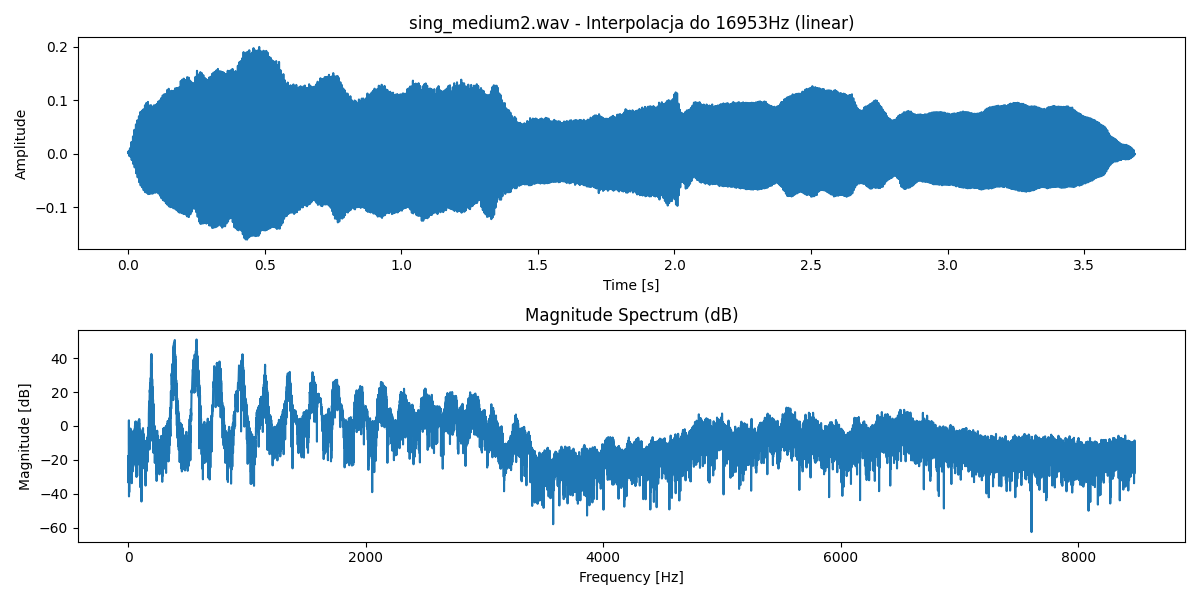 sing_medium2.wav - Interpolacja do 16953Hz (linear)
0.2
0.1
0.0
−0.1
Amplitude
0.0 0.5 1.0 1.5 2.0 2.5 3.0 3.5
Time [s]
Magnitude Spectrum (dB)
40
20
0
−20
−40
−60
Magnitude [dB]
0 2000 4000 6000 8000
Frequency [Hz]